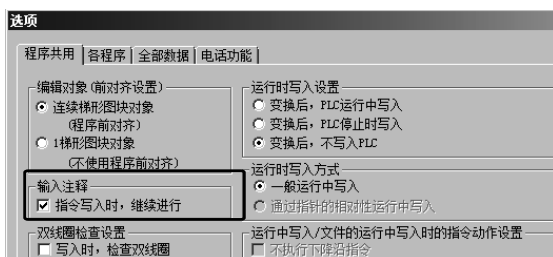 选项
程序共用 各程序 全部数据 电话功能
编辑对象(前对齐设置)
连续梯形图块对象
(程序前对齐)
1梯形图块对象
(不使用程序前对齐)
输入注释
指令写入时，继续进行
双线圈检查设置
写入时，检查双线圈
运行时写入设置
变换后，PLC运行中写入
变换后，PLC停止时写入
变换后，不写入PLC
运行时写入方式
一般运行中写入
通过指针的相对性运行中写入
运行中写入/文件的运行中写入时的指令动作设置
不执行下降沿指令